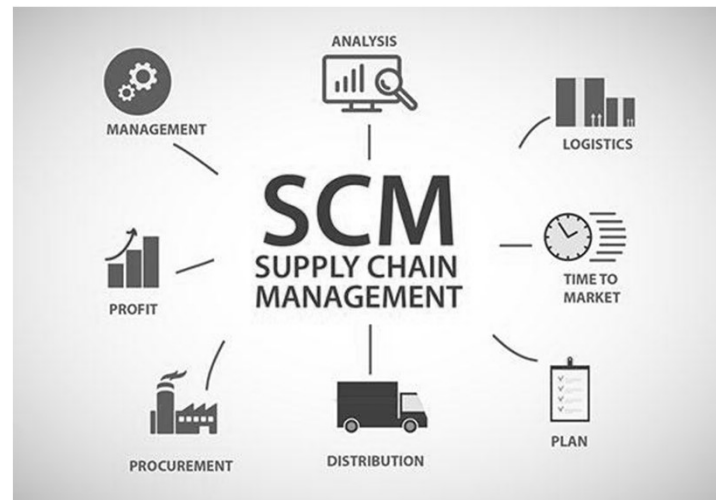 ANALYSIS
MANAGEMENT
LOGISTICS
SCM
SUPPLY CHAIN
MANAGEMENT
PROFIT
TIME TO
MARKET
PROCUREMENT
DISTRIBUTION
PLAN